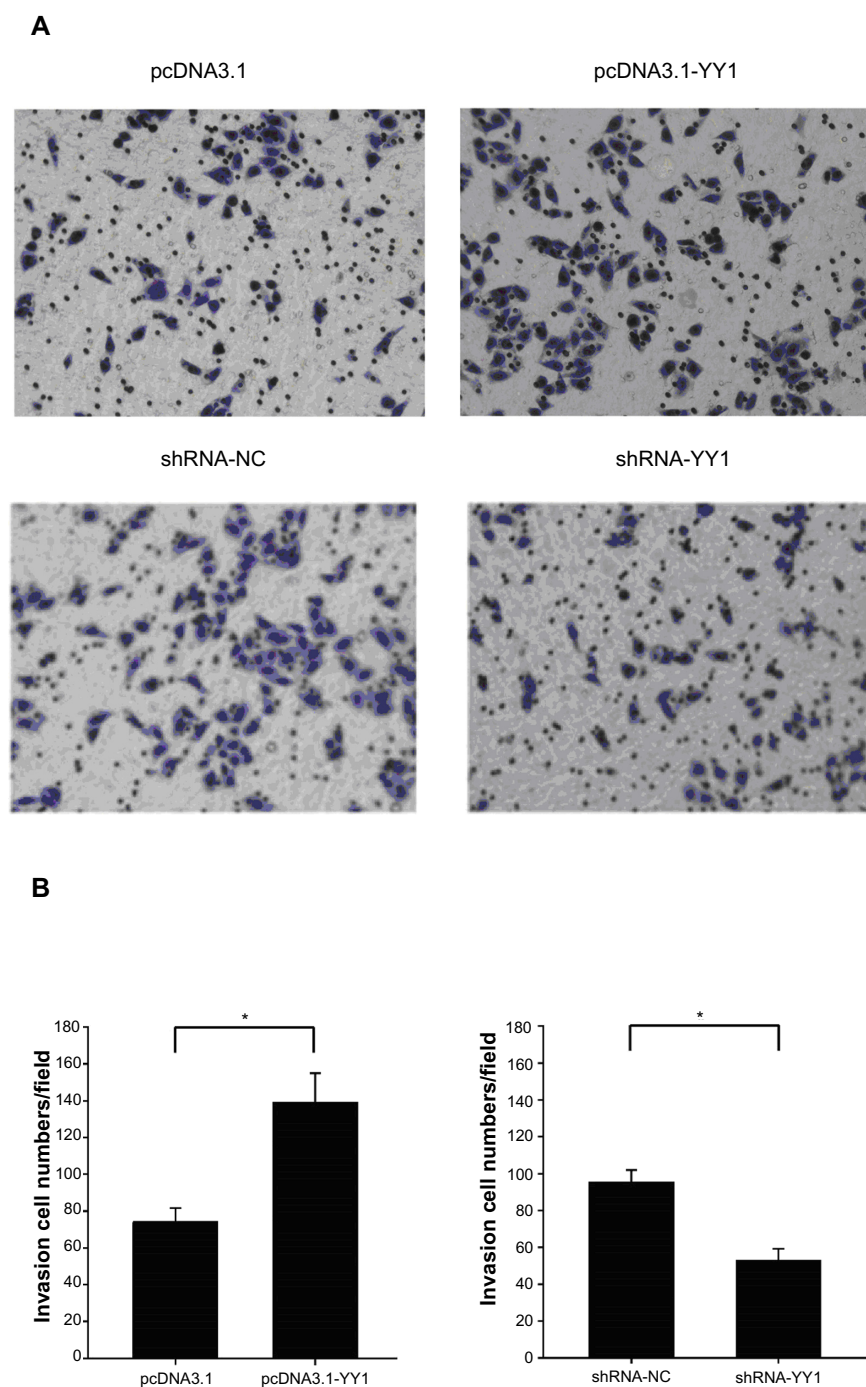 A
pcDNA3.1
pcDNA3.1-YY1
shRNA-NC
shRNA-YY1
B
Invasion cell numbers/field
180
160
140
120
100
80
60
40
20
0
*
pcDNA3.1
pcDNA3.1-YY1
Invasion cell numbers/field
180
160
140
120
100
80
60
40
20
0
*
shRNA-NC
shRNA-YY1